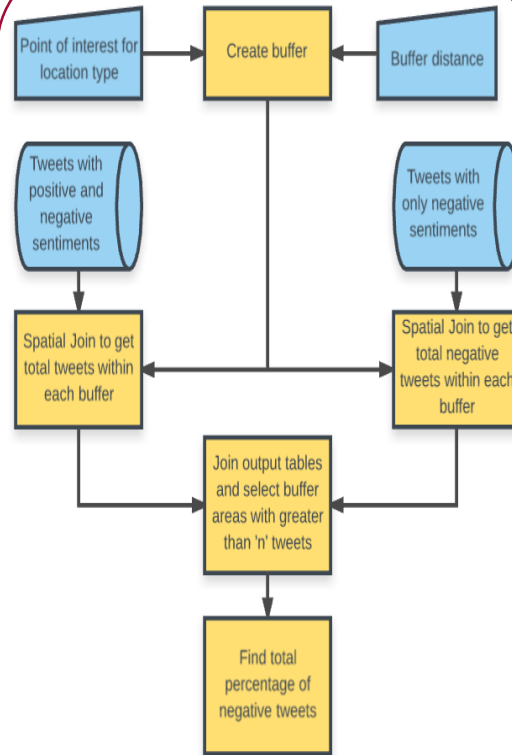 Point of interest for
location type
Create buffer
Buffer distance
Tweets with
positive and
negative
sentiments
Tweets with
only negative
sentiments
Spatial Join to get
total tweets within
each buffer
Spatial Join to get
total negative
tweets within each
buffer
Join output tables
and select buffer
areas with greater
than 'n' tweets
Find total
percentage of
negative tweets